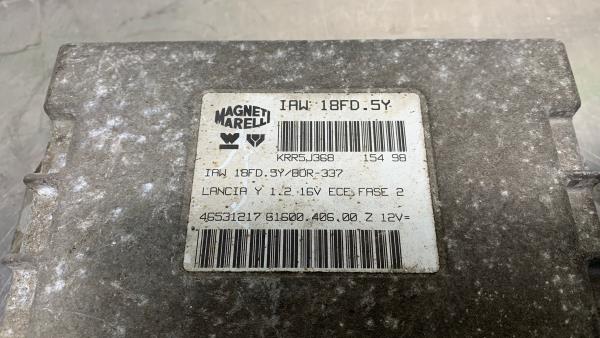 MAGNETI
MARELLI
IAW 18FD.5Y
KRR5J368 154 98
IAW 18FD.5Y/BOR-337
LANCIA Y 1.2 16V ECE FASE 2
46531217 61600.406.00 Z 12V=